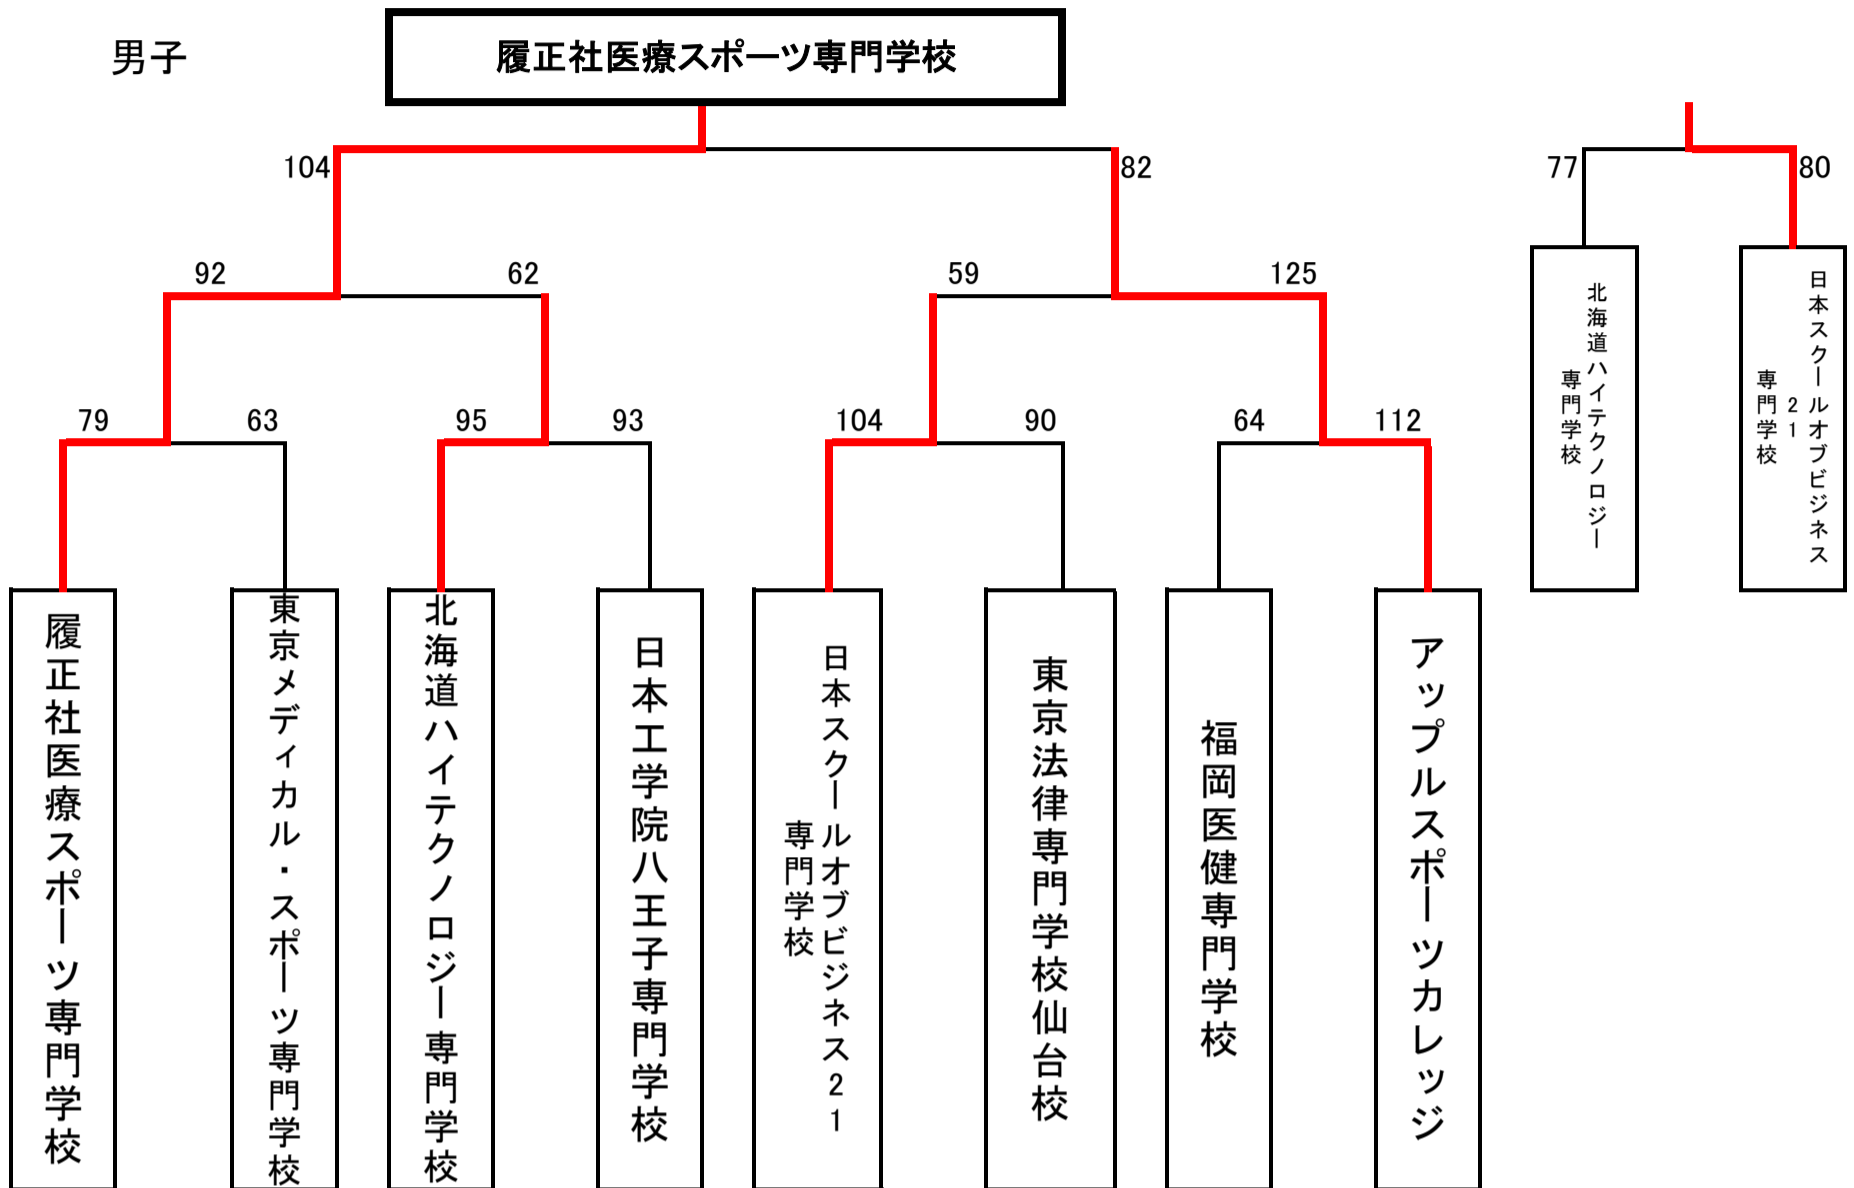 男子
履正社医療スポーツ専門学校
104
82
77
80
92
62
59
125
79
63
95
93
104
90
64
112
北海道ハイテクノロジー
専門学校
日本スクールオブビジネス
21
専門学校
履正社医療スポーツ専門学校
東京メディカル・スポーツ専門学校
北海道ハイテクノロジー専門学校
日本工学院八王子専門学校
日本スクールオブビジネス21
専門学校
東京法律専門学校仙台校
福岡医健専門学校
アップルスポーツカレッジ